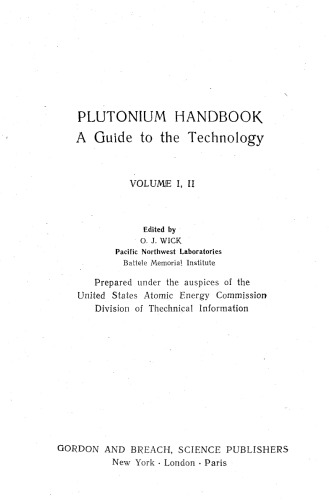 PLUTONIUM HANDBOOK
A Guide to the Technology
VOLUME I, II
Edited by
O. J. WICK
Pacific Northwest Laboratories
Battele Memorial Institute
Prepared under the auspices of the
United States Atomic Energy Commission
Division of Thechnical Information
GORDON AND BREACH, SCIENCE PUBLISHERS
New York · London · Paris